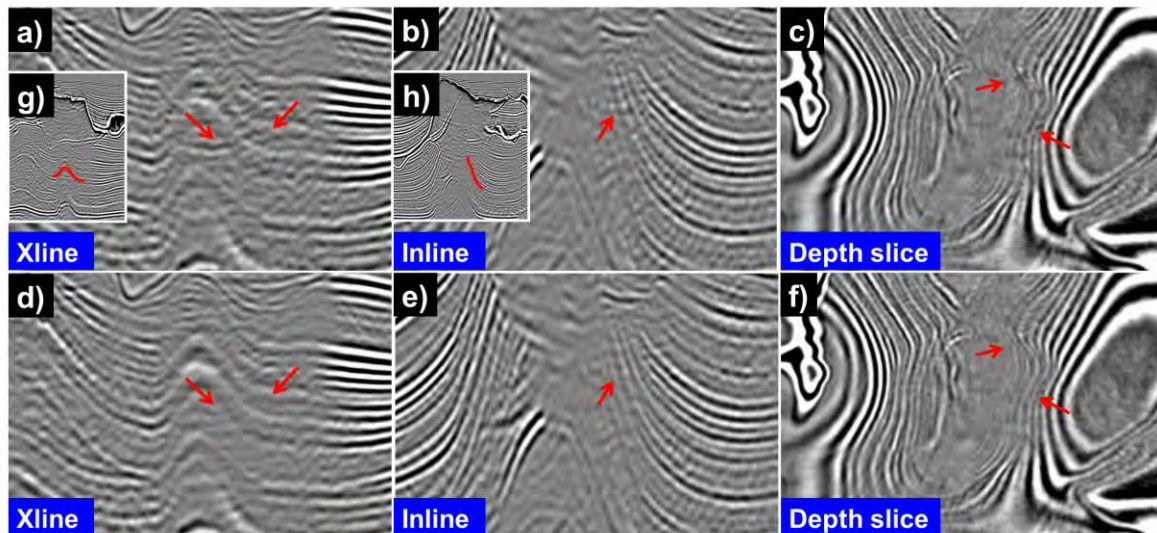 a)
b)
c)
g)
h)
Xline
Inline
Depth slice
d)
e)
f)
Xline
Inline
Depth slice